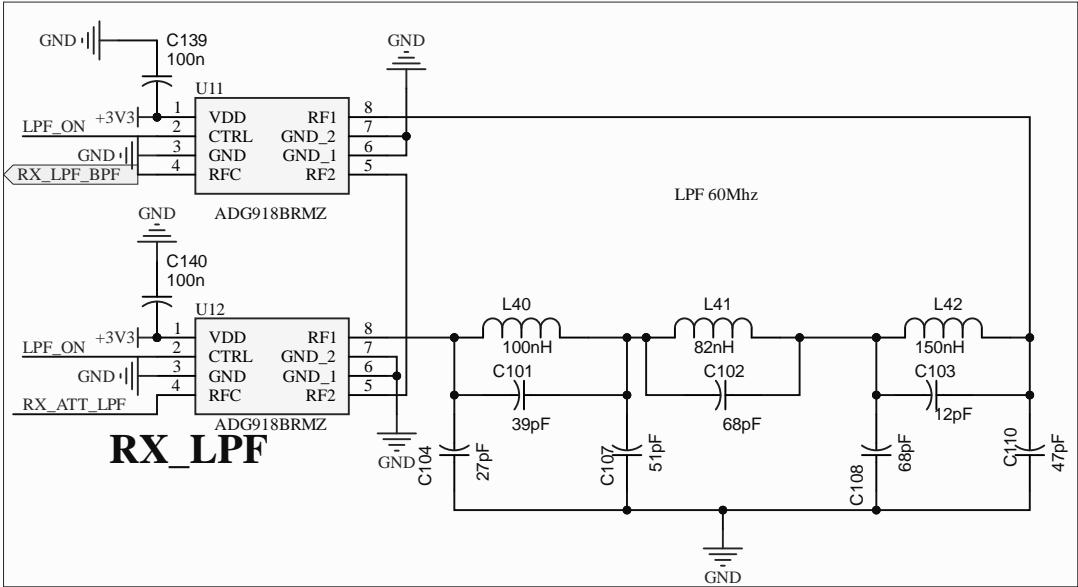 GND
C139
100n
GND
U11
+3V3
1
VDD
RF1
8
LPF_ON
2
CTRL
GND_2
7
GND
3
GND
GND_1
6
RX_LPF_BPF
4
RFC
RF2
5
ADG918BRMZ
LPF 60Mhz
GND
C140
100n
U12
+3V3
1
VDD
RF1
8
LPF_ON
2
CTRL
GND_2
7
GND
3
GND
GND_1
6
RX_ATT_LPF
4
RFC
RF2
5
ADG918BRMZ
RX_LPF
GND
L40
100nH
C101
39pF
L41
82nH
C102
68pF
L42
150nH
C103
12pF
C104
27pF
C107
51pF
C108
68pF
C110
47pF
GND